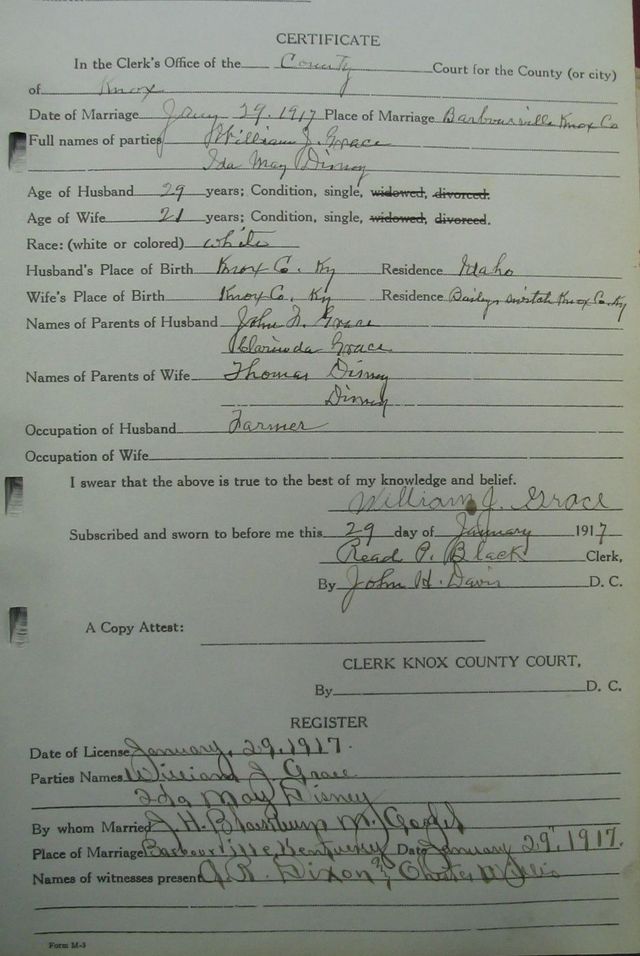 CERTIFICATE
In the Clerk's Office of the County Court for the County (or city)
of Knox
Date of Marriage Jany 29. 1917 Place of Marriage Barbourville Knox Co
Full names of parties William J. Grace
Ida May Disney
Age of Husband 29 years; Condition, single, widowed, divorced.
Age of Wife 21 years; Condition, single, widowed, divorced.
Race: (white or colored) white
Husband's Place of Birth Knox Co. Ky Residence Idaho
Wife's Place of Birth Knox Co. Ky Residence Baileys switch Knox Co. Ky
Names of Parents of Husband John Grace
Clarinda Grace
Names of Parents of Wife Thomas Disney
Disney
Occupation of Husband Farmer
Occupation of Wife
I swear that the above is true to the best of my knowledge and belief.
William J. Grace
Subscribed and sworn to before me this 29 day of January 1917
Read P. Black Clerk,
By John H. Davis D. C.
A Copy Attest:
CLERK KNOX COUNTY COURT,
By D. C.
REGISTER
Date of License January, 29, 1917.
Parties Names William J. Grace
Ida May Disney
By whom Married J. H. Blackburn M.
Place of Marriage Barbourville Kentucky Date January 29" 1917.
Names of witnesses present Dixon & Chester Willis
Form M-3